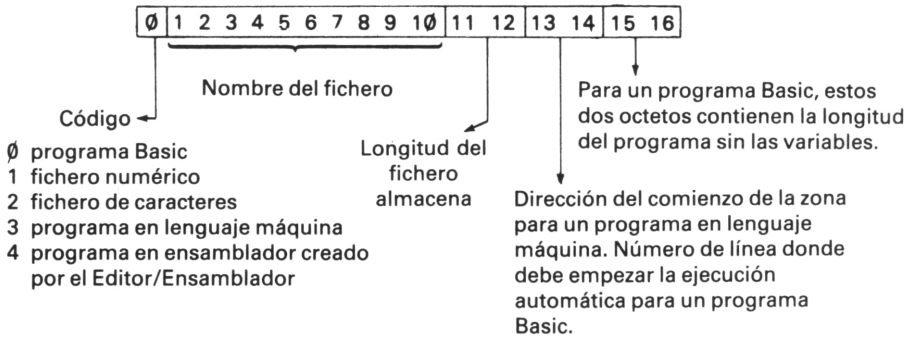 Ø 1 2 3 4 5 6 7 8 9 1Ø 11 12 13 14 15 16
Nombre del fichero
Código
Ø programa Basic
1 fichero numérico
2 fichero de caracteres
3 programa en lenguaje máquina
4 programa en ensamblador creado
por el Editor/Ensamblador
Longitud del
fichero
almacena
Dirección del comienzo de la zona
para un programa en lenguaje
máquina. Número de línea donde
debe empezar la ejecución
automática para un programa
Basic.
Para un programa Basic, estos
dos octetos contienen la longitud
del programa sin las variables.